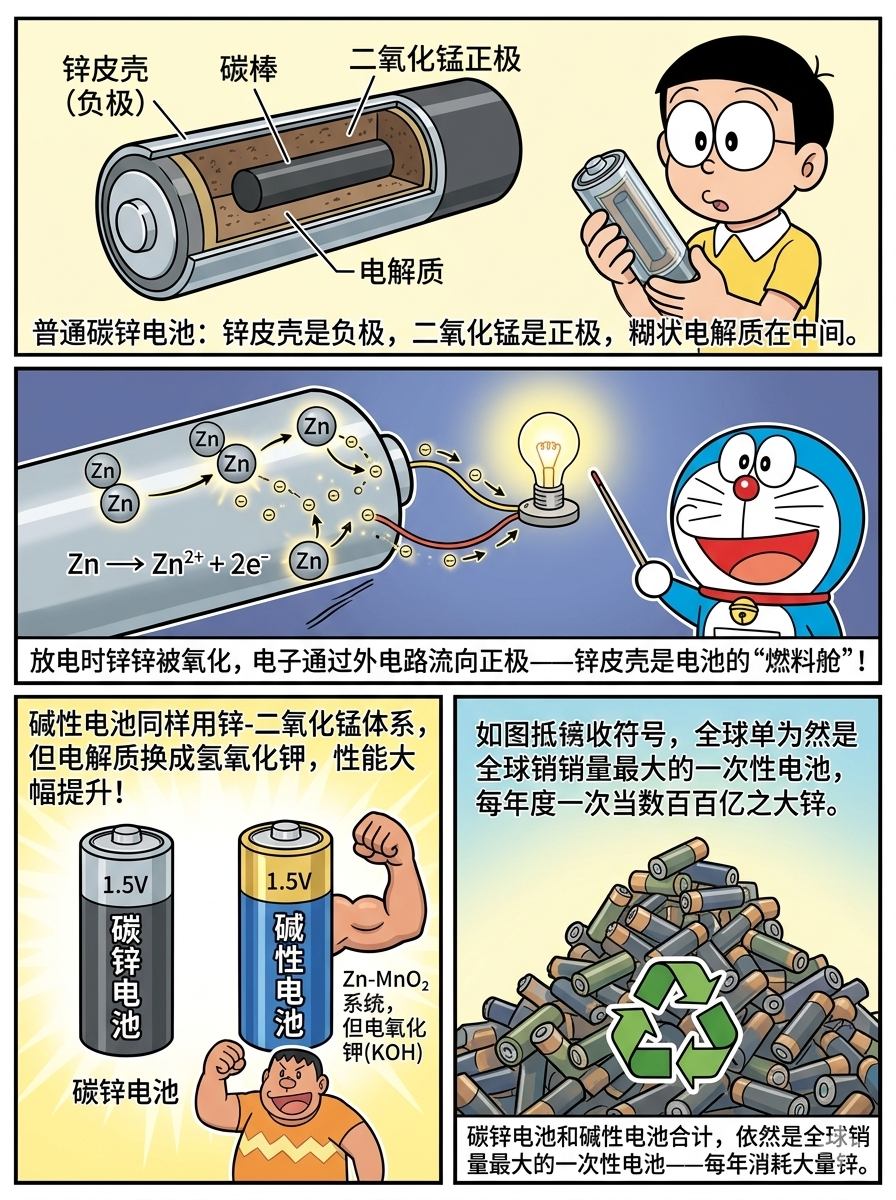 锌皮壳
（负极）
碳棒
二氧化锰正极
电解质
普通碳锌电池：锌皮壳是负极，二氧化锰是正极，糊状电解质在中间。
Zn
Zn
Zn
Zn
Zn
Zn
Zn → Zn²⁺ + 2e⁻
放电时锌锌被氧化，电子通过外电路流向正极——锌皮壳是电池的“燃料舱”！
碱性电池同样用锌-二氧化锰体系，
但电解质换成氢氧化钾，性能大
幅提升！
1.5V
碳锌电池
1.5V
碱性电池
Zn-MnO₂
系统，
但电氧化
钾(KOH)
碳锌电池
如图抵收符号，全球单为然是
全球销销量最大的一次性电池，
每年度一次当数百百亿之大锌。
碳锌电池和碱性电池合计，依然是全球销
量最大的一次性电池——每年消耗大量锌。